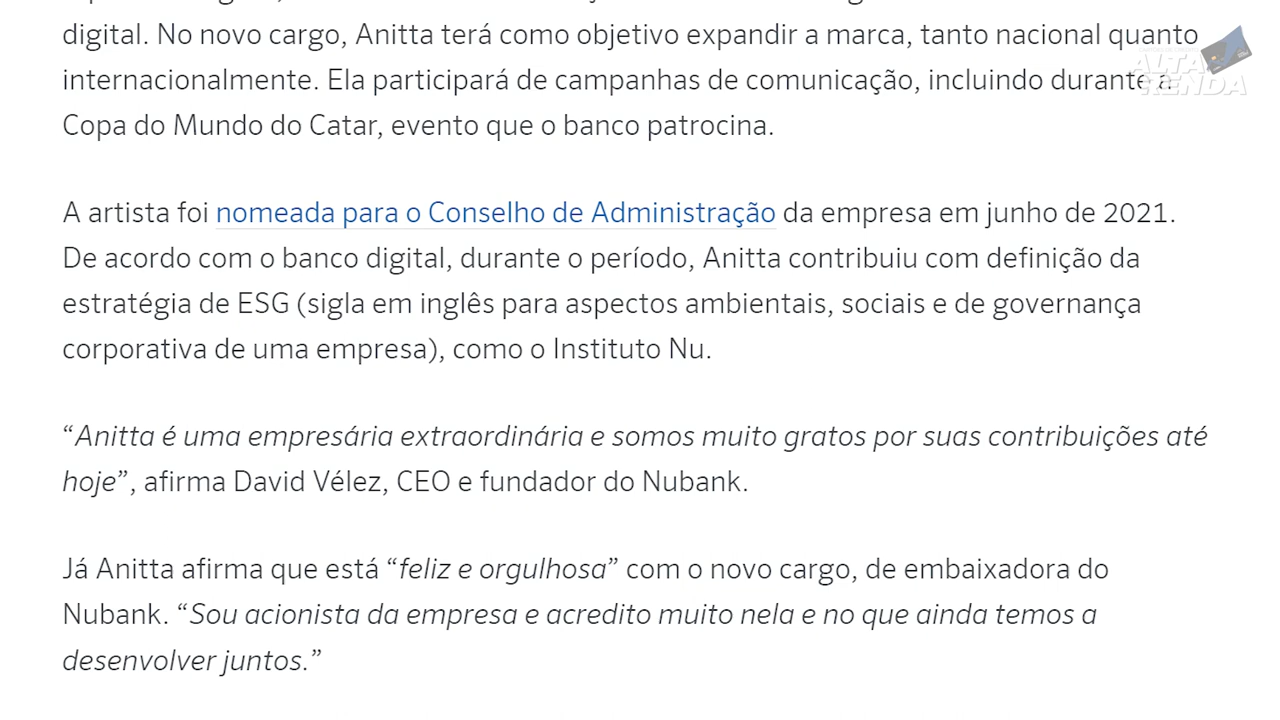 digital. No novo cargo, Anitta terá como objetivo expandir a marca, tanto nacional quanto
internacionalmente. Ela participará de campanhas de comunicação, incluindo durante a
Copa do Mundo do Catar, evento que o banco patrocina.
A artista foi nomeada para o Conselho de Administração da empresa em junho de 2021.
De acordo com o banco digital, durante o período, Anitta contribuiu com definição da
estratégia de ESG (sigla em inglês para aspectos ambientais, sociais e de governança
corporativa de uma empresa), como o Instituto Nu.
“Anitta é uma empresária extraordinária e somos muito gratos por suas contribuições até
hoje”, afirma David Vélez, CEO e fundador do Nubank.
Já Anitta afirma que está “feliz e orgulhosa” com o novo cargo, de embaixadora do
Nubank. “Sou acionista da empresa e acredito muito nela e no que ainda temos a
desenvolver juntos.”
ALTA
RENDA